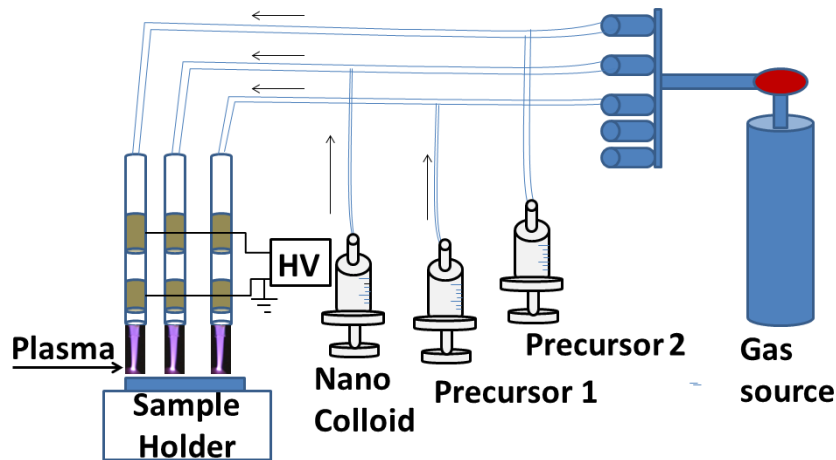 HV
Plasma
Sample
Holder
Nano
Colloid
Precursor 1
Precursor 2
Gas
source